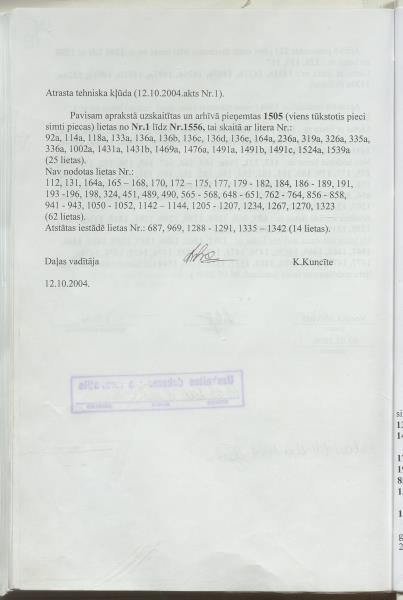 Atrasta tehniska kļūda (12.10.2004.akts Nr.1).
Pavisam aprakstā uzskaitītas un arhīvā pieņemtas 1505 (viens tūkstotis pieci
simti piecas) lietas no Nr.1 līdz Nr.1556, tai skaitā ar litera Nr.:
92a, 114a, 118a, 133a, 136a, 136b, 136c, 136d, 136e, 164a, 236a, 319a, 326a, 335a,
336a, 1002a, 1431a, 1431b, 1469a, 1476a, 1491a, 1491b, 1491c, 1524a, 1539a
(25 lietas).
Nav nodotas lietas Nr.:
112, 131, 164a, 165 – 168, 170, 172 – 175, 177, 179 - 182, 184, 186 - 189, 191,
193 -196, 198, 324, 451, 489, 490, 565 - 568, 648 - 651, 762 - 764, 856 - 858,
941 - 943, 1050 - 1052, 1142 – 1144, 1205 - 1207, 1234, 1267, 1270, 1323
(62 lietas).
Atstātas iestādē lietas Nr.: 687, 969, 1288 - 1291, 1335 – 1342 (14 lietas).
Daļas vadītāja K.Kuncīte
12.10.2004.